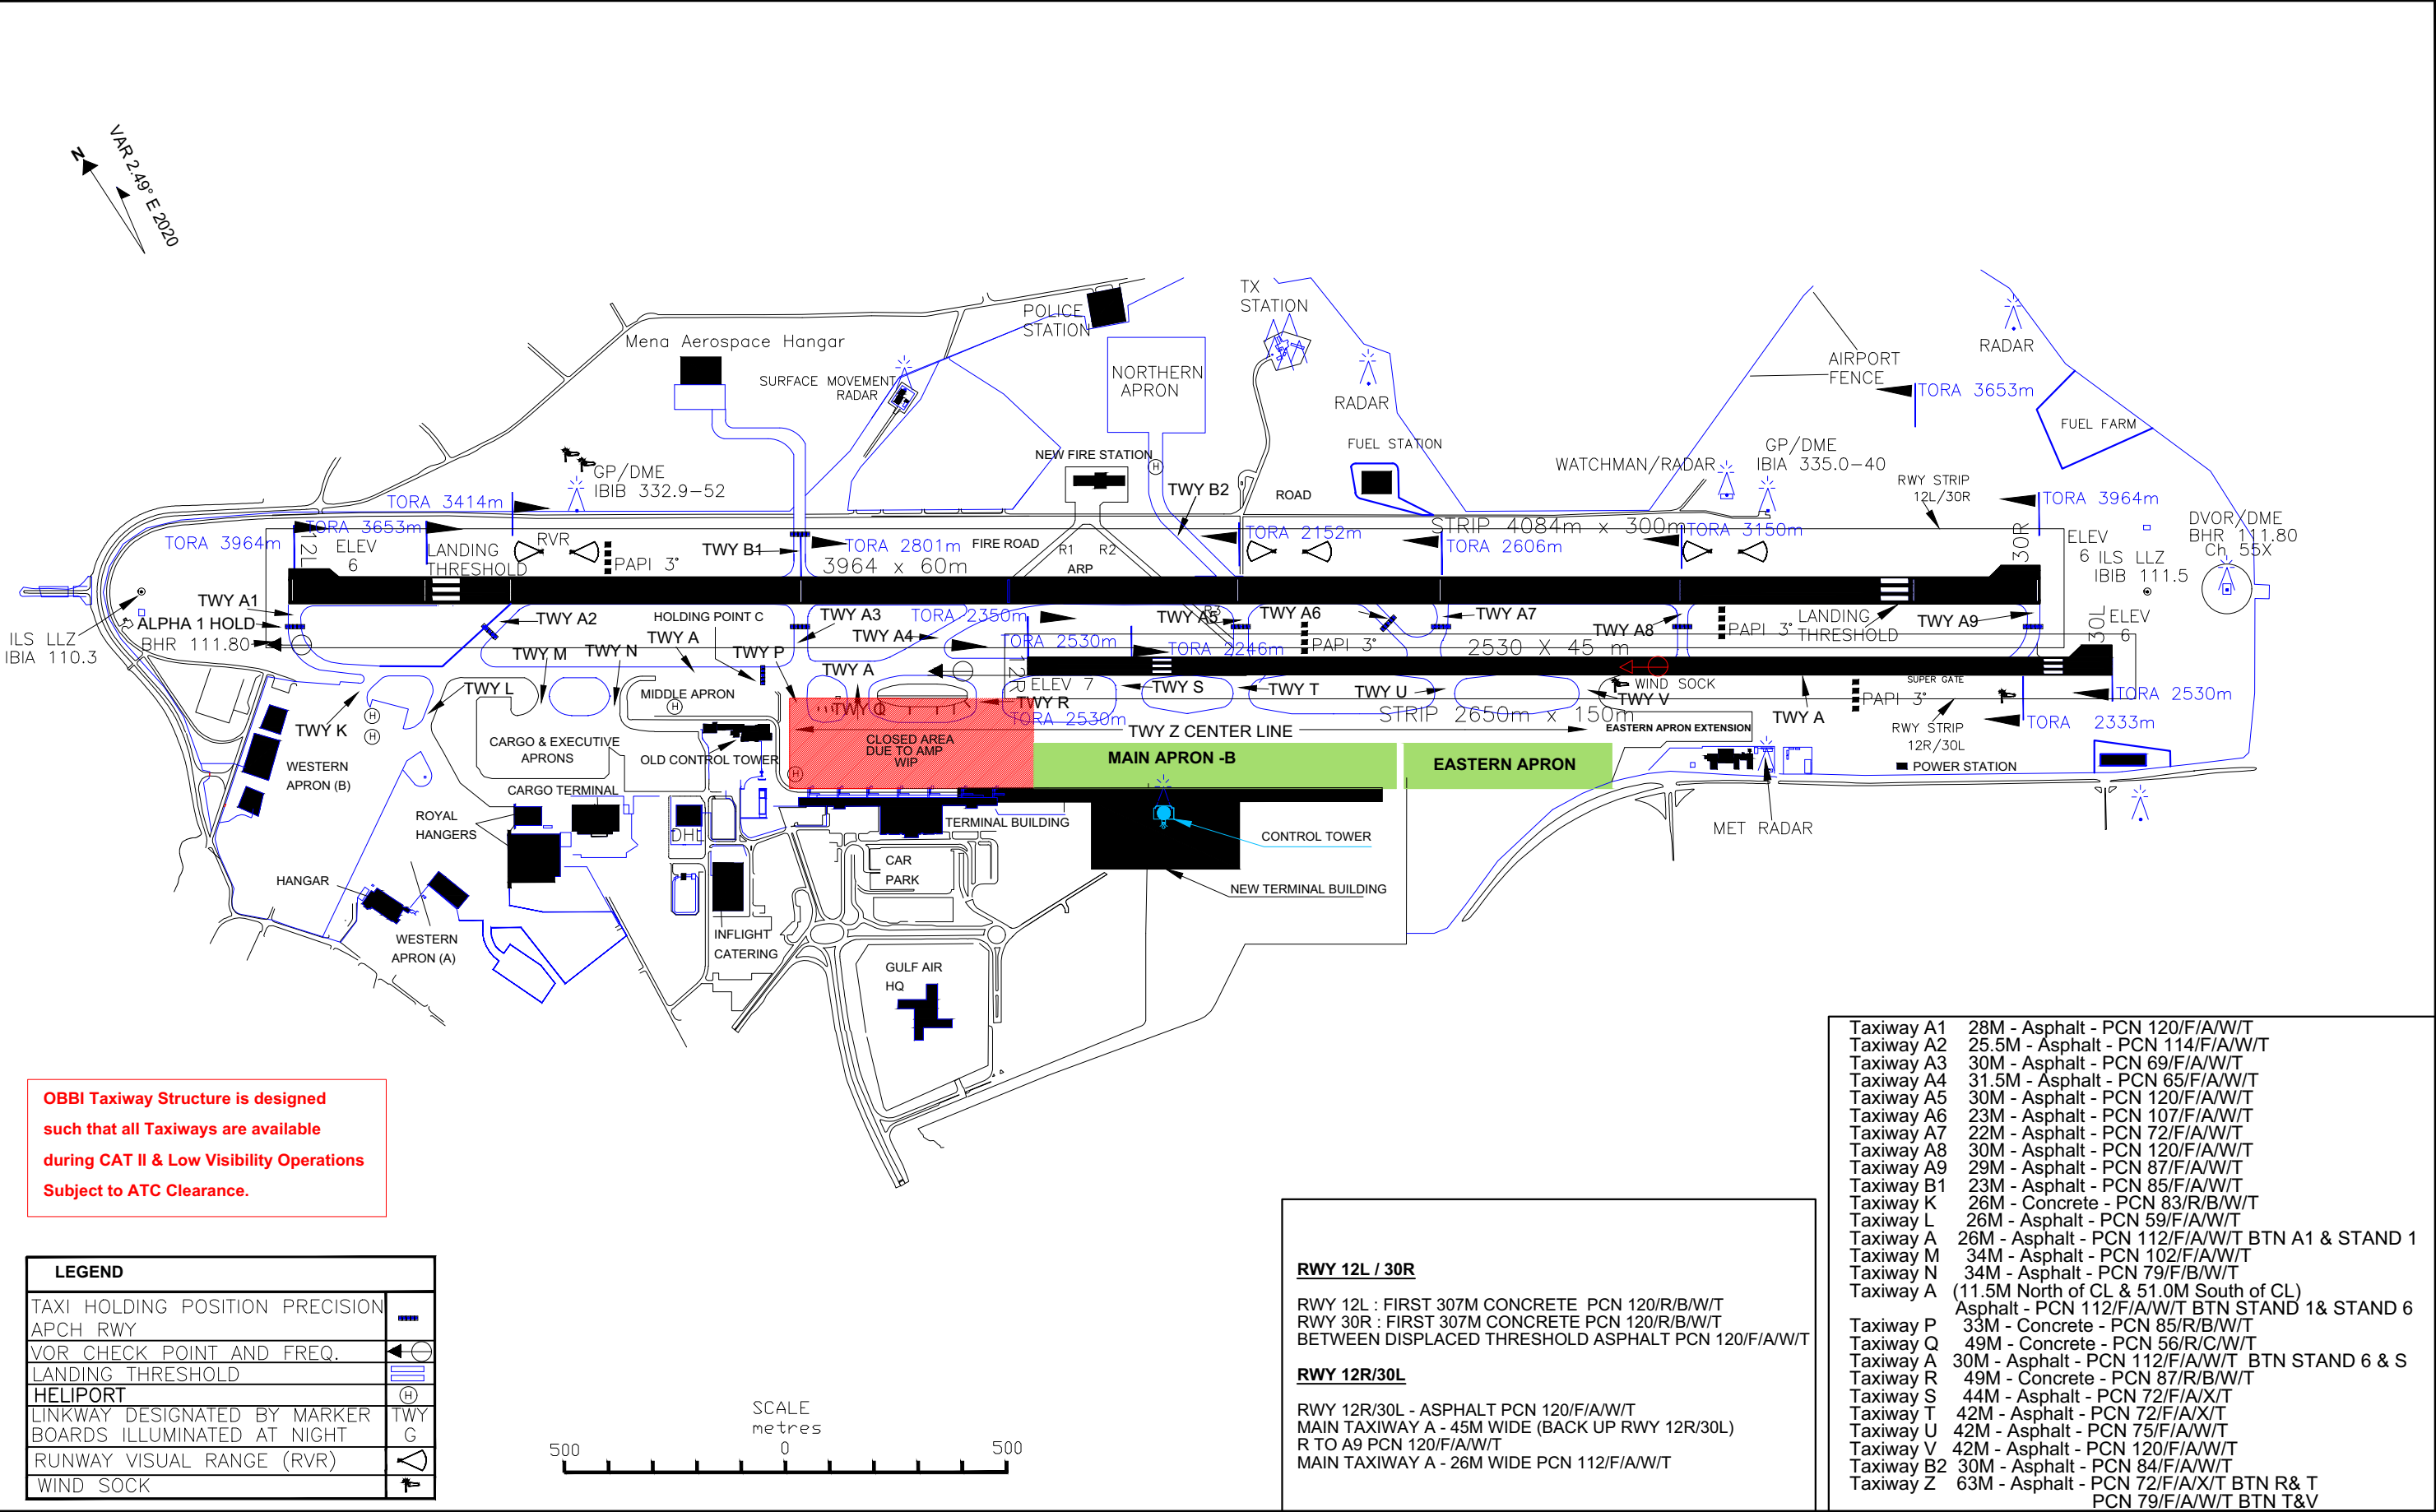 VAR 2.49° E 2020
N
POLICE
STATION
TX
STATION
Mena Aerospace Hangar
SURFACE MOVEMENT
RADAR
NORTHERN
APRON
RADAR
RADAR
AIRPORT
FENCE
TORA 3653m
FUEL FARM
FUEL STATION
GP/DME
IBIA 335.0-40
WATCHMAN/RADAR
NEW FIRE STATION
H
GP/DME
IBIB 332.9-52
TWY B2
ROAD
RWY STRIP
12L/30R
TORA 3964m
TORA 3414m
TORA 3653m
TORA 3964m
12L
ELEV
6
LANDING
THRESHOLD
RVR
PAPI 3°
TWY B1
TORA 2801m
3964 x 60m
FIRE ROAD
R1
R2
ARP
TORA 2152m
STRIP 4084m x 300m
TORA 2606m
TORA 3150m
30R
ELEV
6
ILS LLZ
IBIB 111.5
DVOR/DME
BHR 111.80
Ch 55X
TWY A1
ALPHA 1 HOLD
BHR 111.80
ILS LLZ
IBIA 110.3
TWY A2
HOLDING POINT C
TWY A
TWY A3
TWY A4
TORA 2350m
TWY A5
R3
TWY A6
TWY A7
TWY A8
PAPI 3°
LANDING
THRESHOLD
TWY A9
30L
ELEV
6
TWY M
TWY N
TWY P
TWY A
TORA 2530m
TORA 2246m
PAPI 3°
2530 X 45 m
12R
ELEV 7
TWY S
TWY T
TWY U
WIND SOCK
TWY V
SUPER GATE
PAPI 3°
TORA 2530m
TWY L
TWY K
H
H
MIDDLE APRON
H
TWY Q
TWY R
TORA 2530m
STRIP 2650m x 150m
TWY A
TORA 2333m
RWY STRIP
12R/30L
TWY Z CENTER LINE
EASTERN APRON EXTENSION
WESTERN
APRON (B)
CARGO & EXECUTIVE
APRONS
OLD CONTROL TOWER
CLOSED AREA
DUE TO AMP
WIP
H
MAIN APRON -B
EASTERN APRON
POWER STATION
CARGO TERMINAL
ROYAL
HANGERS
DHL
TERMINAL BUILDING
CONTROL TOWER
MET RADAR
HANGAR
CAR
PARK
NEW TERMINAL BUILDING
WESTERN
APRON (A)
INFLIGHT
CATERING
GULF AIR
HQ
OBBI Taxiway Structure is designed
such that all Taxiways are available
during CAT II & Low Visibility Operations
Subject to ATC Clearance.
LEGEND
TAXI HOLDING POSITION PRECISION
APCH RWY
VOR CHECK POINT AND FREQ.
LANDING THRESHOLD
HELIPORT
H
LINKWAY DESIGNATED BY MARKER
BOARDS ILLUMINATED AT NIGHT
TWY
G
RUNWAY VISUAL RANGE (RVR)
WIND SOCK
SCALE
metres
500 0 500
RWY 12L / 30R
RWY 12L : FIRST 307M CONCRETE PCN 120/R/B/W/T
RWY 30R : FIRST 307M CONCRETE PCN 120/R/B/W/T
BETWEEN DISPLACED THRESHOLD ASPHALT PCN 120/F/A/W/T
RWY 12R/30L
RWY 12R/30L - ASPHALT PCN 120/F/A/W/T
MAIN TAXIWAY A - 45M WIDE (BACK UP RWY 12R/30L)
R TO A9 PCN 120/F/A/W/T
MAIN TAXIWAY A - 26M WIDE PCN 112/F/A/W/T
Taxiway A1 28M - Asphalt - PCN 120/F/A/W/T
Taxiway A2 25.5M - Asphalt - PCN 114/F/A/W/T
Taxiway A3 30M - Asphalt - PCN 69/F/A/W/T
Taxiway A4 31.5M - Asphalt - PCN 65/F/A/W/T
Taxiway A5 30M - Asphalt - PCN 120/F/A/W/T
Taxiway A6 23M - Asphalt - PCN 107/F/A/W/T
Taxiway A7 22M - Asphalt - PCN 72/F/A/W/T
Taxiway A8 30M - Asphalt - PCN 120/F/A/W/T
Taxiway A9 29M - Asphalt - PCN 87/F/A/W/T
Taxiway B1 23M - Asphalt - PCN 85/F/A/W/T
Taxiway K 26M - Concrete - PCN 83/R/B/W/T
Taxiway L 26M - Asphalt - PCN 59/F/A/W/T
Taxiway A 26M - Asphalt - PCN 112/F/A/W/T BTN A1 & STAND 1
Taxiway M 34M - Asphalt - PCN 102/F/A/W/T
Taxiway N 34M - Asphalt - PCN 79/F/B/W/T
Taxiway A (11.5M North of CL & 51.0M South of CL)
Asphalt - PCN 112/F/A/W/T BTN STAND 1& STAND 6
Taxiway P 33M - Concrete - PCN 85/R/B/W/T
Taxiway Q 49M - Concrete - PCN 56/R/C/W/T
Taxiway A 30M - Asphalt - PCN 112/F/A/W/T BTN STAND 6 & S
Taxiway R 49M - Concrete - PCN 87/R/B/W/T
Taxiway S 44M - Asphalt - PCN 72/F/A/X/T
Taxiway T 42M - Asphalt - PCN 72/F/A/X/T
Taxiway U 42M - Asphalt - PCN 75/F/A/W/T
Taxiway V 42M - Asphalt - PCN 120/F/A/W/T
Taxiway B2 30M - Asphalt - PCN 84/F/A/W/T
Taxiway Z 63M - Asphalt - PCN 72/F/A/X/T BTN R& T
PCN 79/F/A/W/T BTN T&V